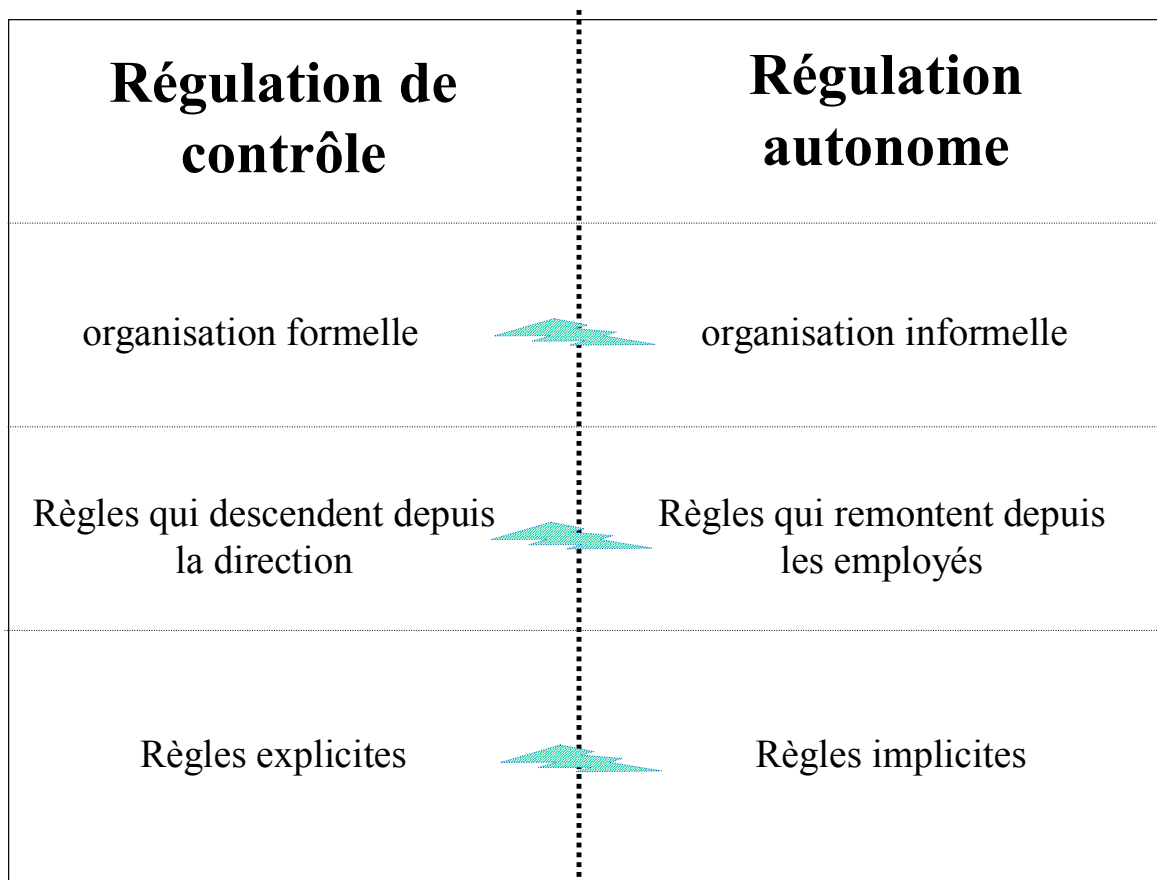 Régulation de
contrôle
Régulation
autonome
organisation formelle
organisation informelle
Règles qui descendent depuis
la direction
Règles qui remontent depuis
les employés
Règles explicites
Règles implicites